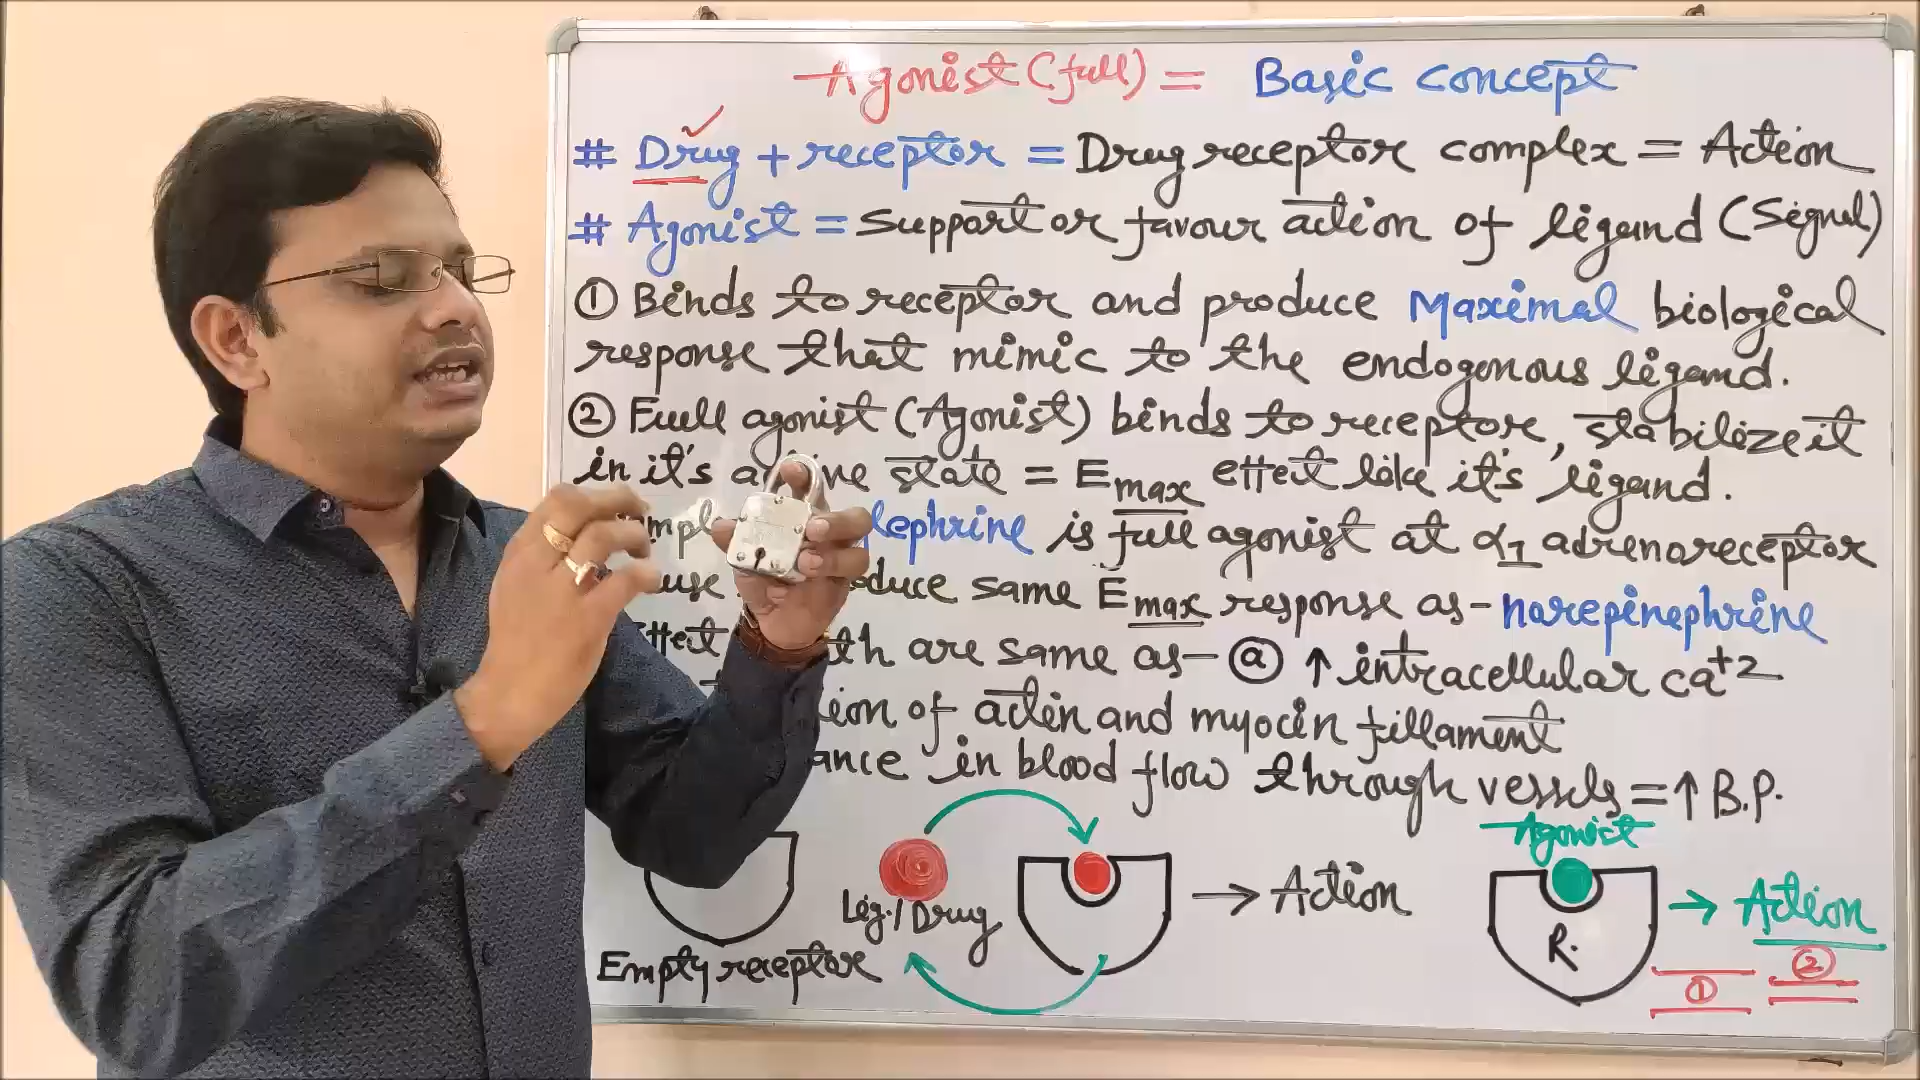 Agonist (full) = Basic concept
# Drug + receptor = Drug receptor complex = Action
# Agonist = Support or favour action of ligand (Signal)
① Binds to receptor and produce Maximal biological
response that mimic to the endogenous ligand.
② Full agonist (Agonist) binds to receptor, stabilize it
in it's state = Emax effect like it's ligand.
is full agonist at α1 adrenoreceptor
same Emax response as - norepinephrine
are same as - ⓐ ↑ intracellular ca+2
of actin and myocin fillament
in blood flow through vessels = ↑ B.P.
Agonist
Lig./Drug
→ Action
R.
→ Action
Empty receptor
①
②